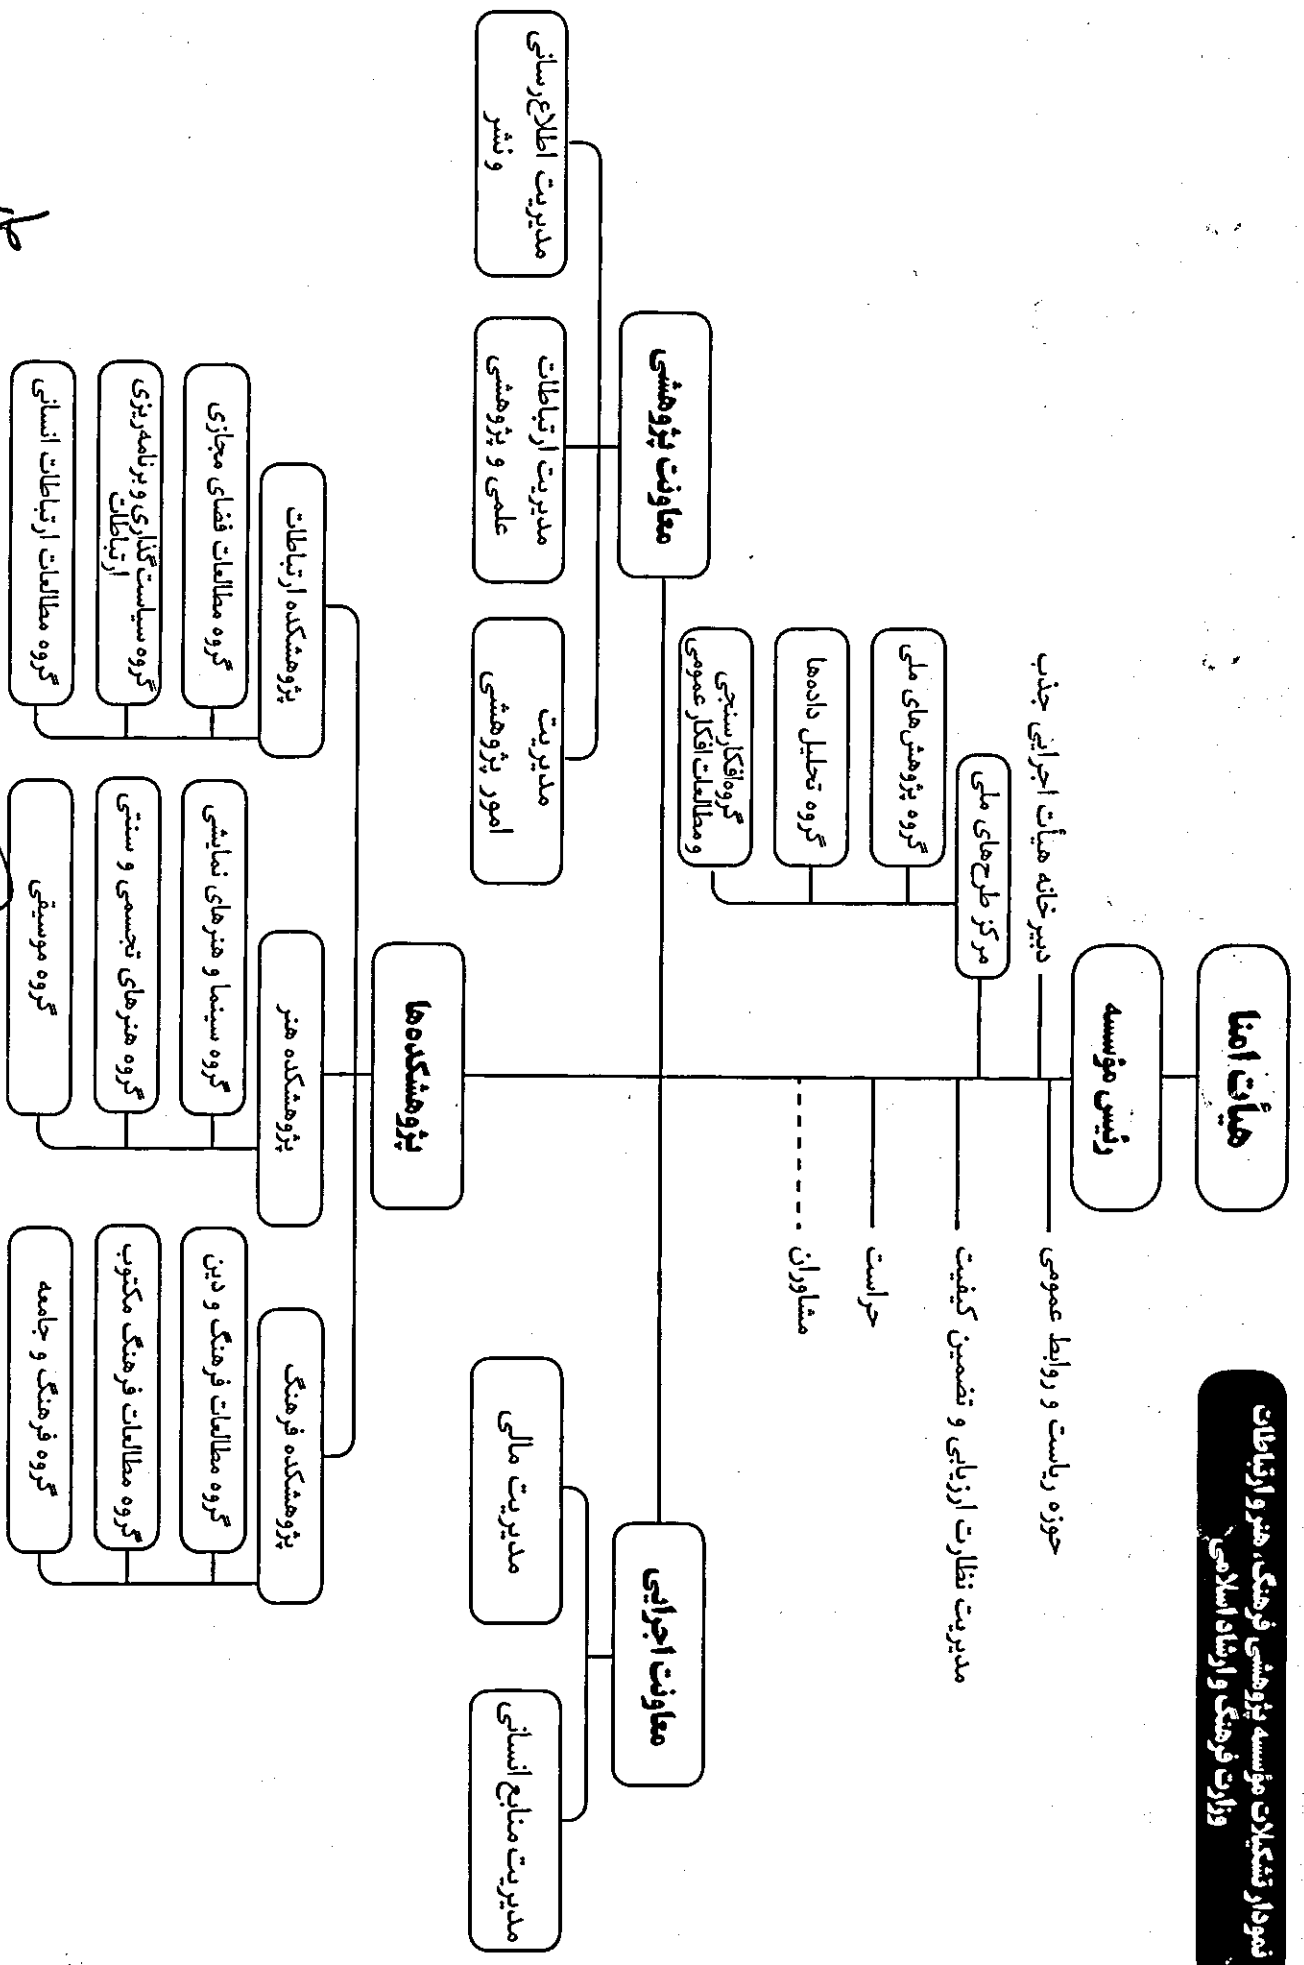 نمودار تشکیلات مؤسسه پژوهشی فرهنگ، هنر و ارتباطات
وزارت فرهنگ و ارشاد اسلامی
هیأت امنا
رئیس مؤسسه
حوزه ریاست و روابط عمومی
دبیرخانه هیأت اجرایی جذب
مدیریت نظارت ارزیابی و تضمین کیفیت
مرکز طرح‌های ملی
گروه پژوهش‌های ملی
گروه تحلیل داده‌ها
گروه افکارسنجی
و مطالعات افکار عمومی
حراست
مشاوران
معاونت اجرایی
مدیریت منابع انسانی
مدیریت مالی
معاونت پژوهشی
مدیریت
امور پژوهشی
مدیریت ارتباطات
علمی و پژوهشی
مدیریت اطلاع‌رسانی
و نشر
پژوهشکده‌ها
پژوهشکده فرهنگ
گروه مطالعات فرهنگ و دین
گروه مطالعات فرهنگ مکتوب
گروه فرهنگ و جامعه
پژوهشکده هنر
گروه سینما و هنرهای نمایشی
گروه هنرهای تجسمی و سنتی
گروه موسیقی
پژوهشکده ارتباطات
گروه مطالعات فضای مجازی
گروه سیاست‌گذاری و برنامه‌ریزی
ارتباطات
گروه مطالعات ارتباطات انسانی